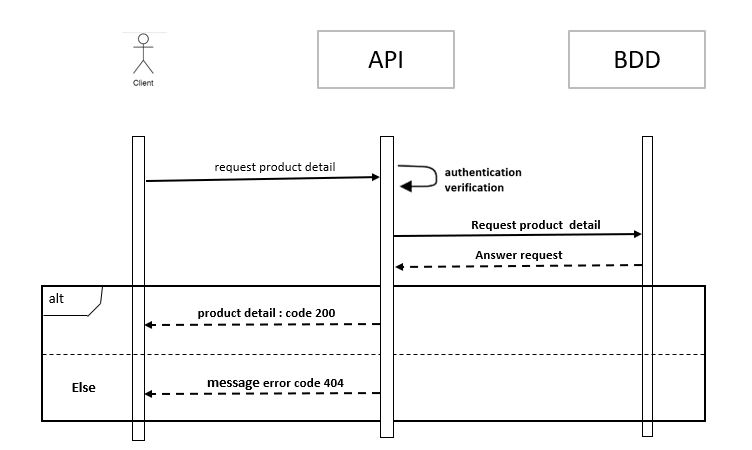 Client
API
BDD
request product detail
authentication
verification
Request product  detail
Answer request
alt
product detail : code 200
Else
message error code 404